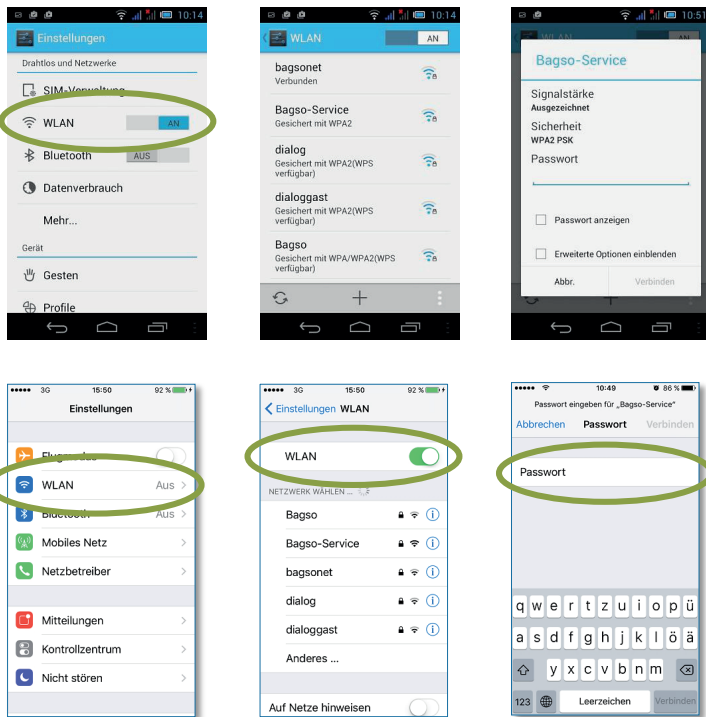 10:14
Einstellungen
Drahtlos und Netzwerke
SIM-Verwaltung
WLAN AN
Bluetooth AUS
Datenverbrauch
Mehr...
Gerät
Gesten
Profile
10:14
WLAN AN
bagsonet
Verbunden
Bagso-Service
Gesichert mit WPA2
dialog
Gesichert mit WPA2(WPS
verfügbar)
dialoggast
Gesichert mit WPA2(WPS
verfügbar)
Bagso
Gesichert mit WPA/WPA2(WPS
verfügbar)
10:51
WLAN AN
Bagso-Service
Signalstärke
Ausgezeichnet
Sicherheit
WPA2 PSK
Passwort
Passwort anzeigen
Erweiterte Optionen einblenden
Abbr. Verbinden
3G 15:50 92 %
Einstellungen
Flugmodus
WLAN Aus
Bluetooth Aus
Mobiles Netz
Netzbetreiber
Mitteilungen
Kontrollzentrum
Nicht stören
3G 15:50 92 %
Einstellungen WLAN
WLAN
NETZWERK WÄHLEN ...
Bagso
Bagso-Service
bagsonet
dialog
dialoggast
Anderes ...
Auf Netze hinweisen
10:49 86 %
Passwort eingeben für „Bagso-Service“
Abbrechen Passwort Verbinden
Passwort
q w e r t z u i o p ü
a s d f g h j k l ö ä
y x c v b n m
123 Leerzeichen Verbinden